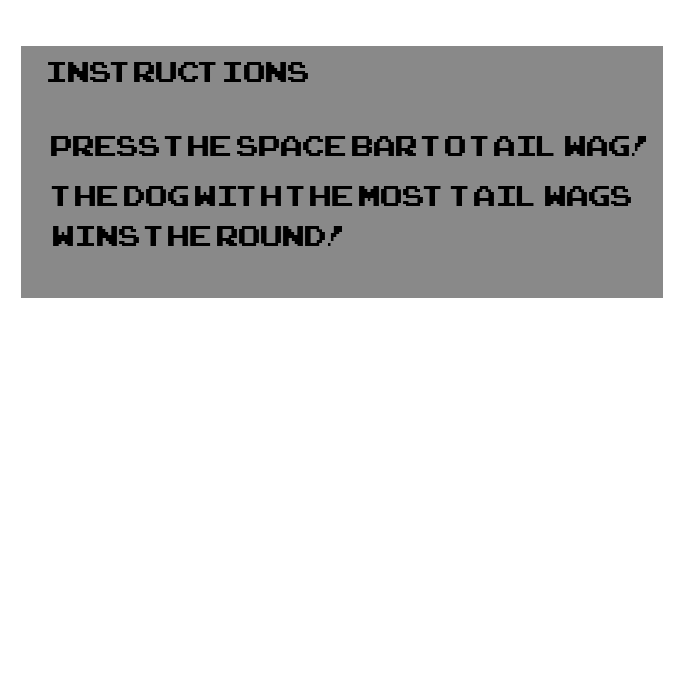 INSTRUCTIONS
PRESS THE SPACE BAR TO TAIL WAG!
THE DOG WITH THE MOST TAIL WAGS
WINS THE ROUND!